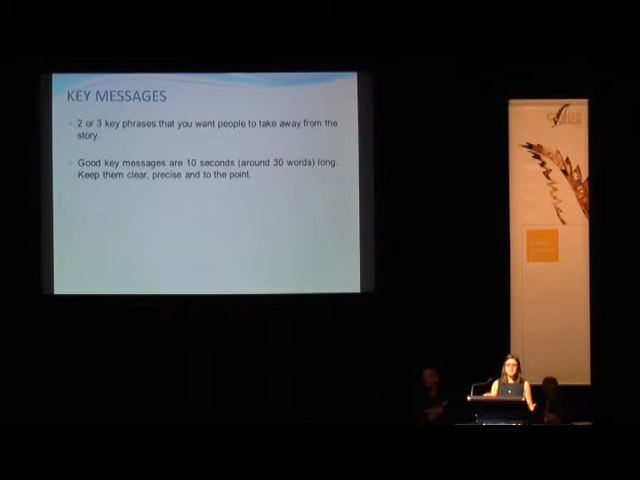 KEY MESSAGES
2 or 3 key phrases that you want people to take away from the
story.
Good key messages are 10 seconds (around 30 words) long.
Keep them clear, precise and to the point.